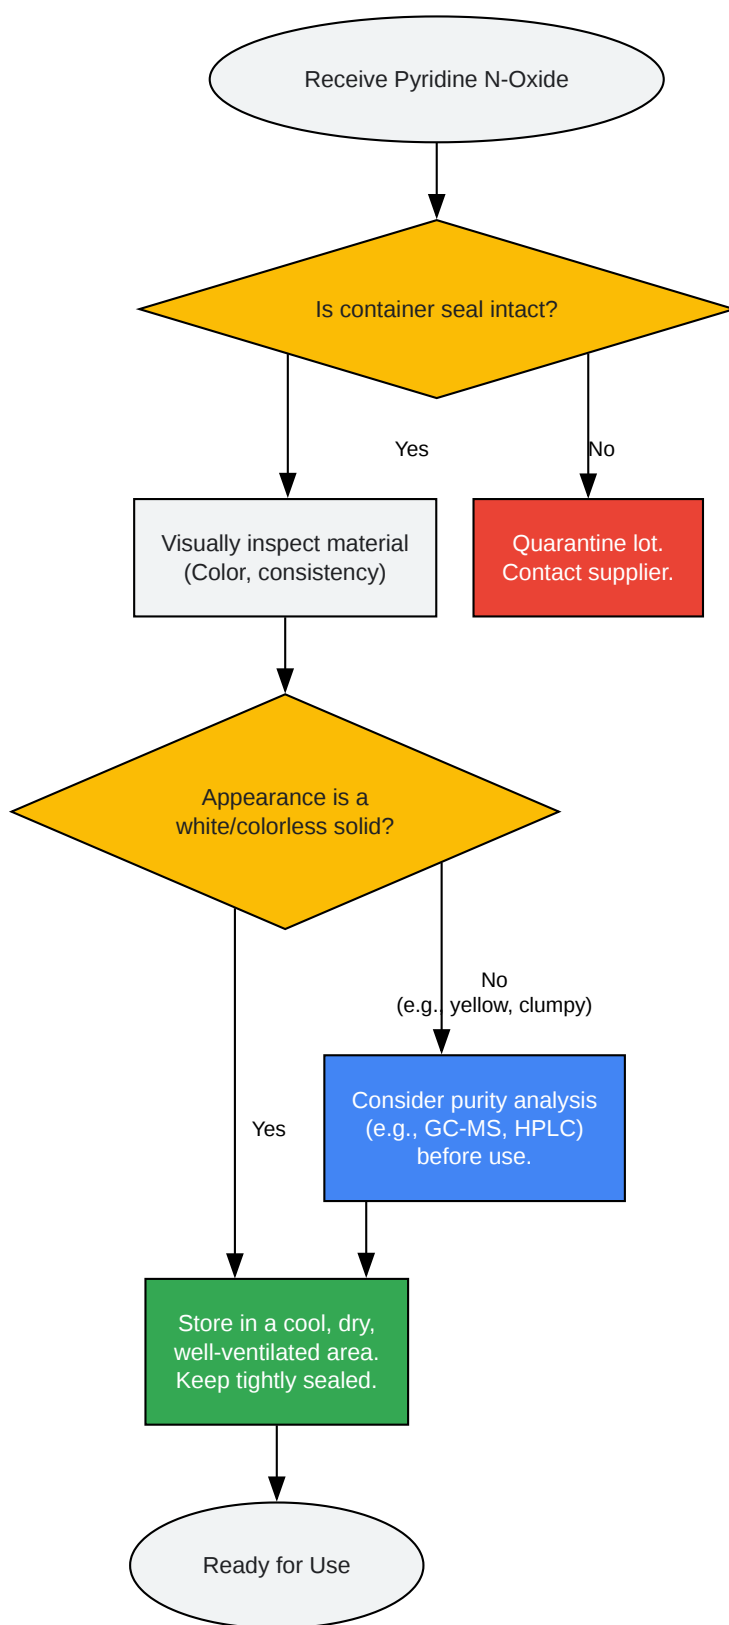 Receive Pyridine N-Oxide
Is container seal intact?
Yes
No
Visually inspect material
(Color, consistency)
Quarantine lot.
Contact supplier.
Appearance is a
white/colorless solid?
No
(e.g., yellow, clumpy)
Consider purity analysis
(e.g., GC-MS, HPLC)
before use.
Yes
Store in a cool, dry,
well-ventilated area.
Keep tightly sealed.
Ready for Use